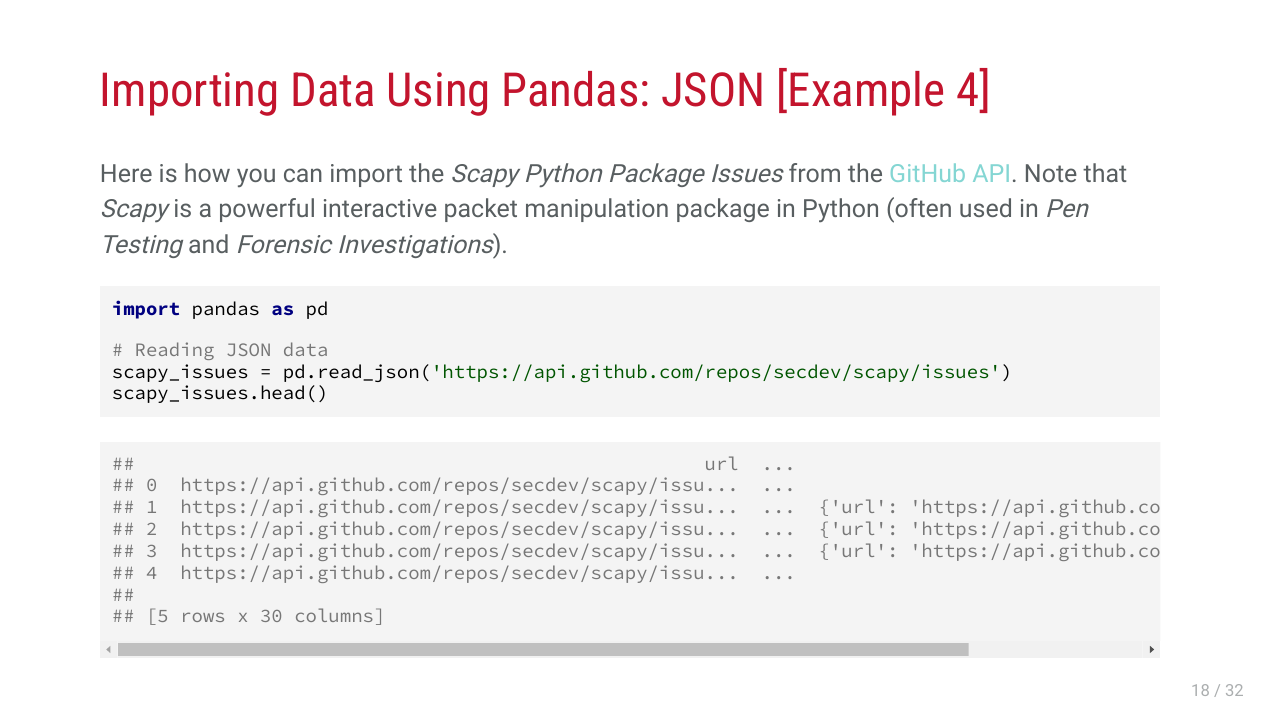 Importing Data Using Pandas: JSON [Example 4]
Here is how you can import the Scapy Python Package Issues from the GitHub API. Note that
Scapy is a powerful interactive packet manipulation package in Python (often used in Pen
Testing and Forensic Investigations).
import pandas as pd
# Reading JSON data
scapy_issues = pd.read_json('https://api.github.com/repos/secdev/scapy/issues')
scapy_issues.head()
##                                                  url  ...
## 0  https://api.github.com/repos/secdev/scapy/issu...  ...
## 1  https://api.github.com/repos/secdev/scapy/issu...  ...  {'url': 'https://api.github.co
## 2  https://api.github.com/repos/secdev/scapy/issu...  ...  {'url': 'https://api.github.co
## 3  https://api.github.com/repos/secdev/scapy/issu...  ...  {'url': 'https://api.github.co
## 4  https://api.github.com/repos/secdev/scapy/issu...  ...
##
## [5 rows x 30 columns]
18 / 32